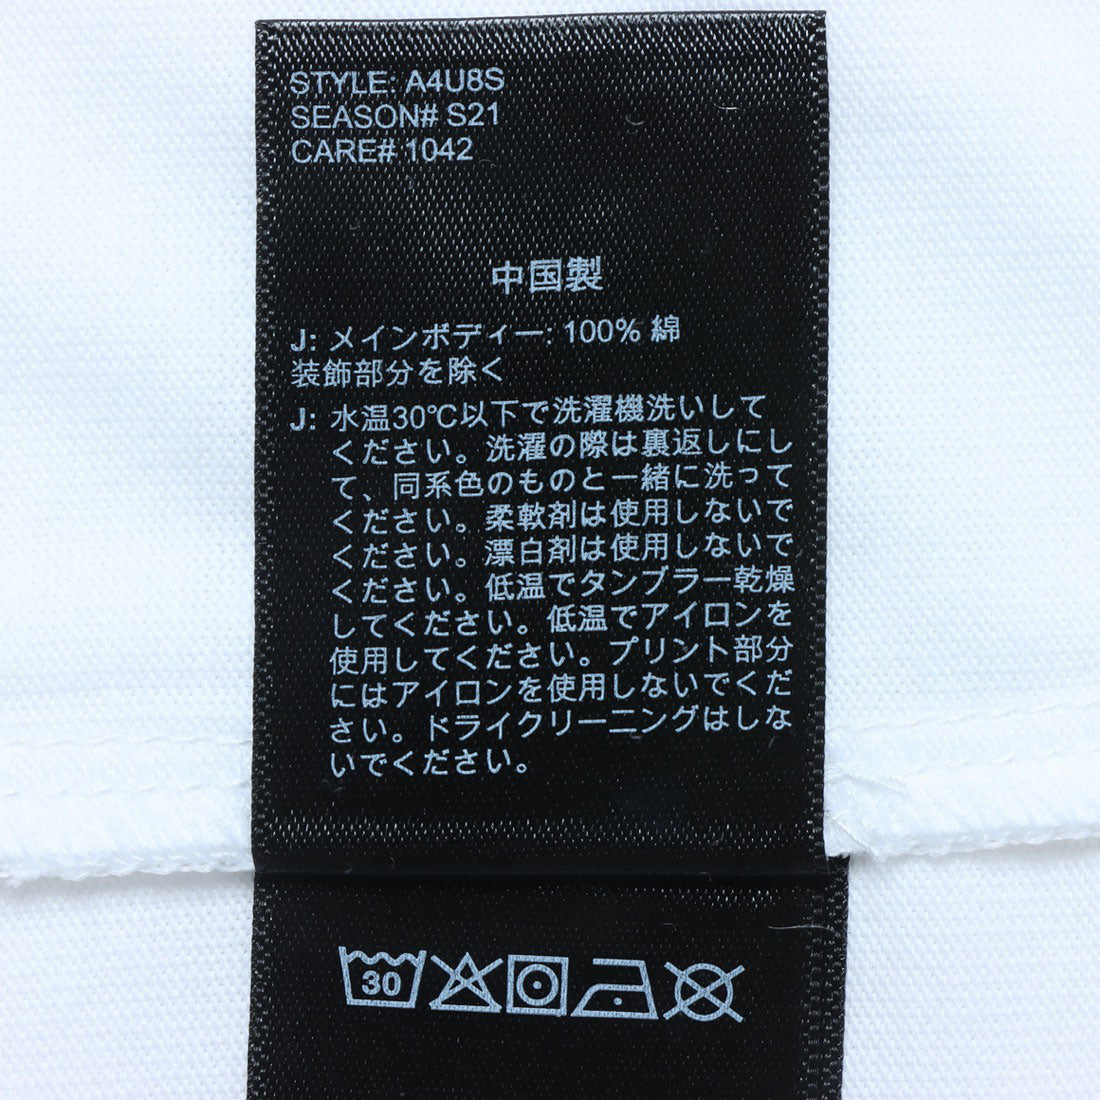 STYLE: A4U8S
SEASON# S21
CARE# 1042
中国製
J: メインボディー: 100% 綿
装飾部分を除く
J: 水温30℃以下で洗濯機洗いして
ください。洗濯の際は裏返しにし
て、同系色のものと一緒に洗って
ください。柔軟剤は使用しないで
ください。漂白剤は使用しないで
ください。低温でタンブラー乾燥
してください。低温でアイロンを
使用してください。プリント部分
にはアイロンを使用しないでくだ
さい。ドライクリーニングはしな
いでください。
30